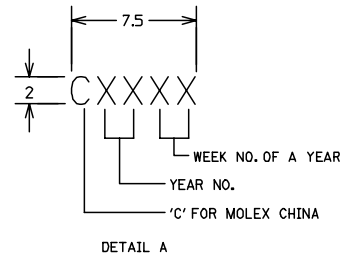 7.5
2
CXXXX
WEEK NO. OF A YEAR
YEAR NO.
'C' FOR MOLEX CHINA
DETAIL A